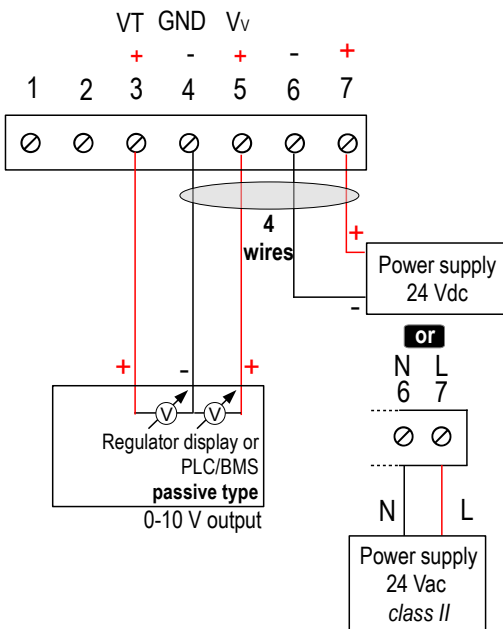 VT GND Vv
+ - + - +
1 2 3 4 5 6 7
4
wires
+
Power supply
24 Vdc
-
or
+ - +
N L
6 7
V V
Regulator display or
PLC/BMS
passive type
0-10 V output
N L
Power supply
24 Vac
class II